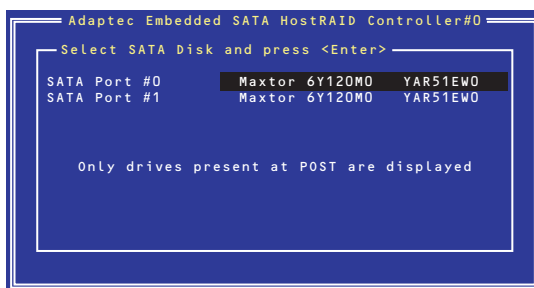 Adaptec Embedded SATA HostRAID Controller#0
Select SATA Disk and press <Enter>
SATA Port #0 Maxtor 6Y120M0 YAR51EW0
SATA Port #1 Maxtor 6Y120M0 YAR51EW0
Only drives present at POST are displayed